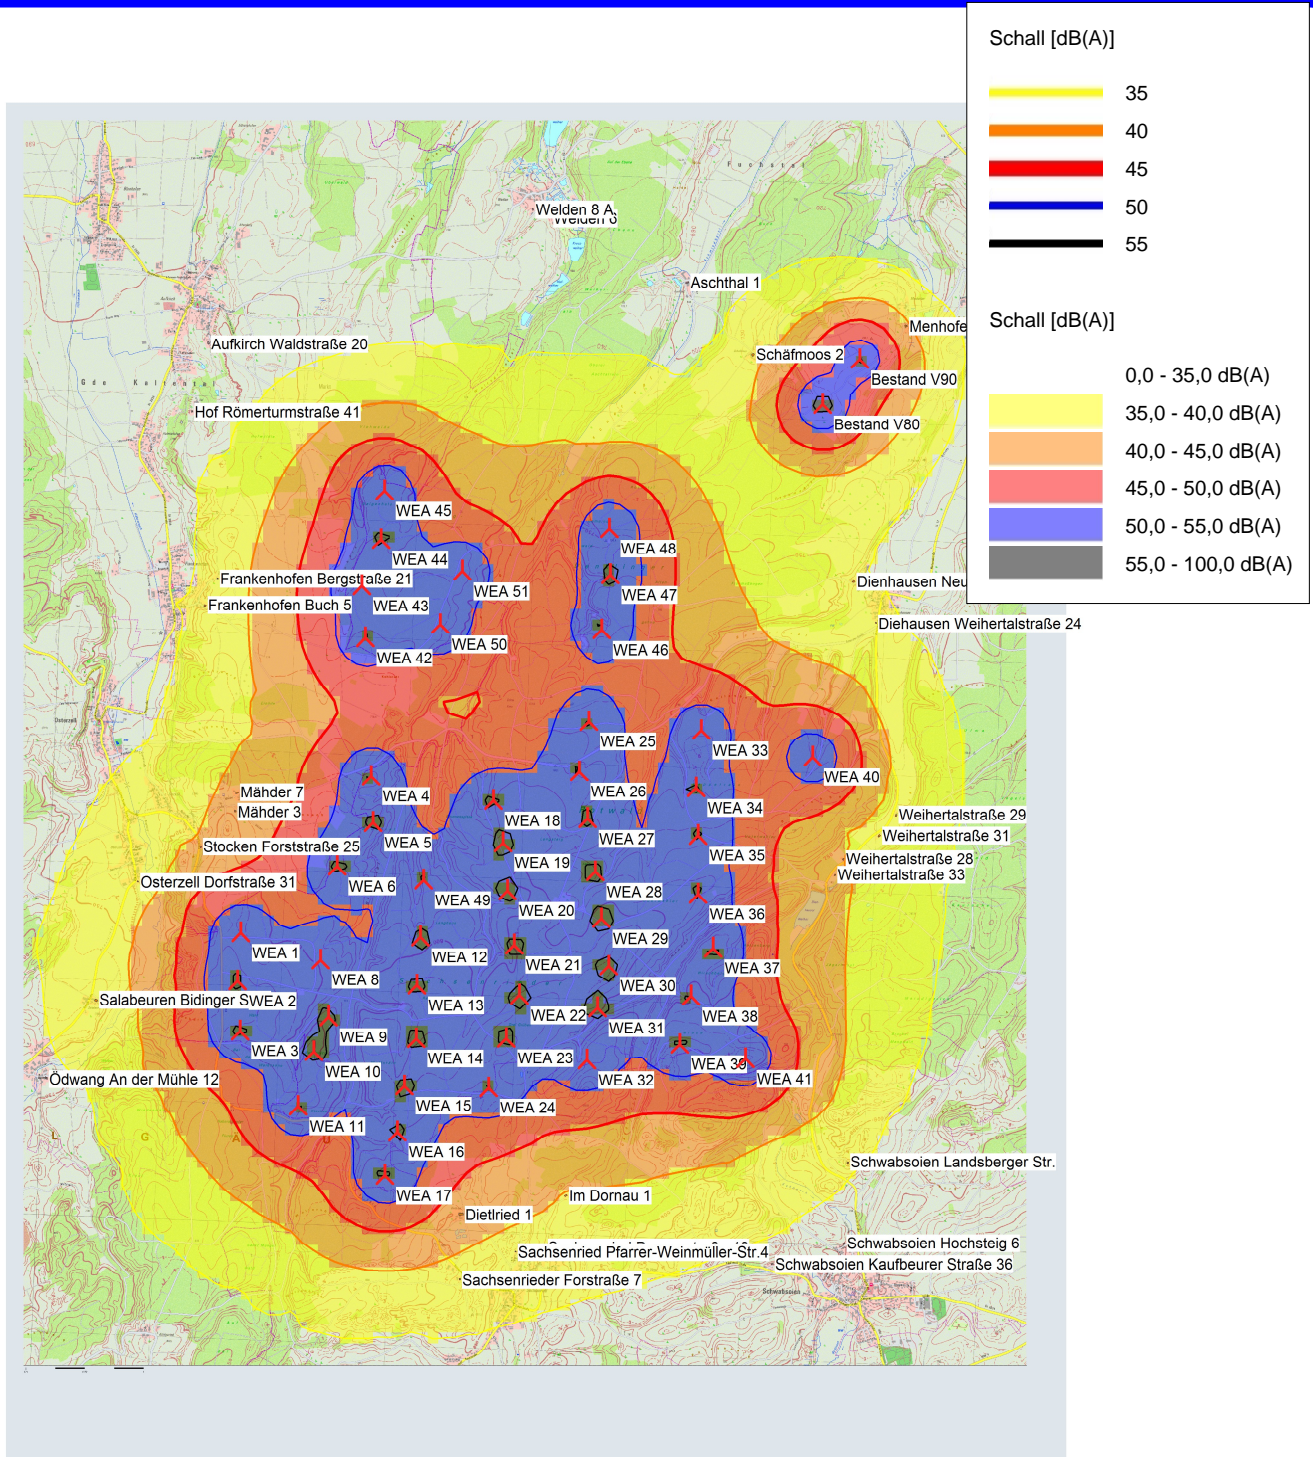 Schall [dB(A)]
35
40
45
50
55
Schall [dB(A)]
0,0 - 35,0 dB(A)
35,0 - 40,0 dB(A)
40,0 - 45,0 dB(A)
45,0 - 50,0 dB(A)
50,0 - 55,0 dB(A)
55,0 - 100,0 dB(A)
Fuchstal
Welden 8 A
Welden 6
Aschthal 1
Menhofe
Aufkirch Waldstraße 20
Schäfmoos 2
Bestand V90
Gde Kaltental
Hof Römerturmstraße 41
Bestand V80
WEA 45
WEA 48
WEA 44
Frankenhofen Bergstraße 21
WEA 51
WEA 47
Dienhausen Neu
Frankenhofen Buch 5
WEA 43
Diehausen Weihertalstraße 24
WEA 50
WEA 46
WEA 42
Osterzell
WEA 25
WEA 33
WEA 40
Mähder 7
WEA 4
WEA 26
WEA 34
Mähder 3
WEA 18
Weihertalstraße 29
WEA 27
Weihertalstraße 31
Stocken Forststraße 25
WEA 5
WEA 35
WEA 19
Weihertalstraße 28
Weihertalstraße 33
Osterzell Dorfstraße 31
WEA 6
WEA 28
WEA 49
WEA 20
WEA 36
WEA 29
WEA 1
WEA 12
WEA 21
WEA 37
WEA 8
WEA 30
Salabeuren Bidinger S
WEA 2
WEA 13
WEA 22
WEA 38
WEA 31
WEA 9
WEA 3
WEA 14
WEA 23
WEA 39
WEA 10
Ödwang An der Mühle 12
WEA 32
WEA 41
WEA 15
WEA 24
WEA 11
WEA 16
Schwabsoien Landsberger Str.
WEA 17
Im Dornau 1
Dietlried 1
Schwabsoien Hochsteig 6
Sachsenried Pfarrer-Weinmüller-Str.4
Schwabsoien Kaufbeurer Straße 36
Sachsenrieder Forstraße 7
Schwabsoien